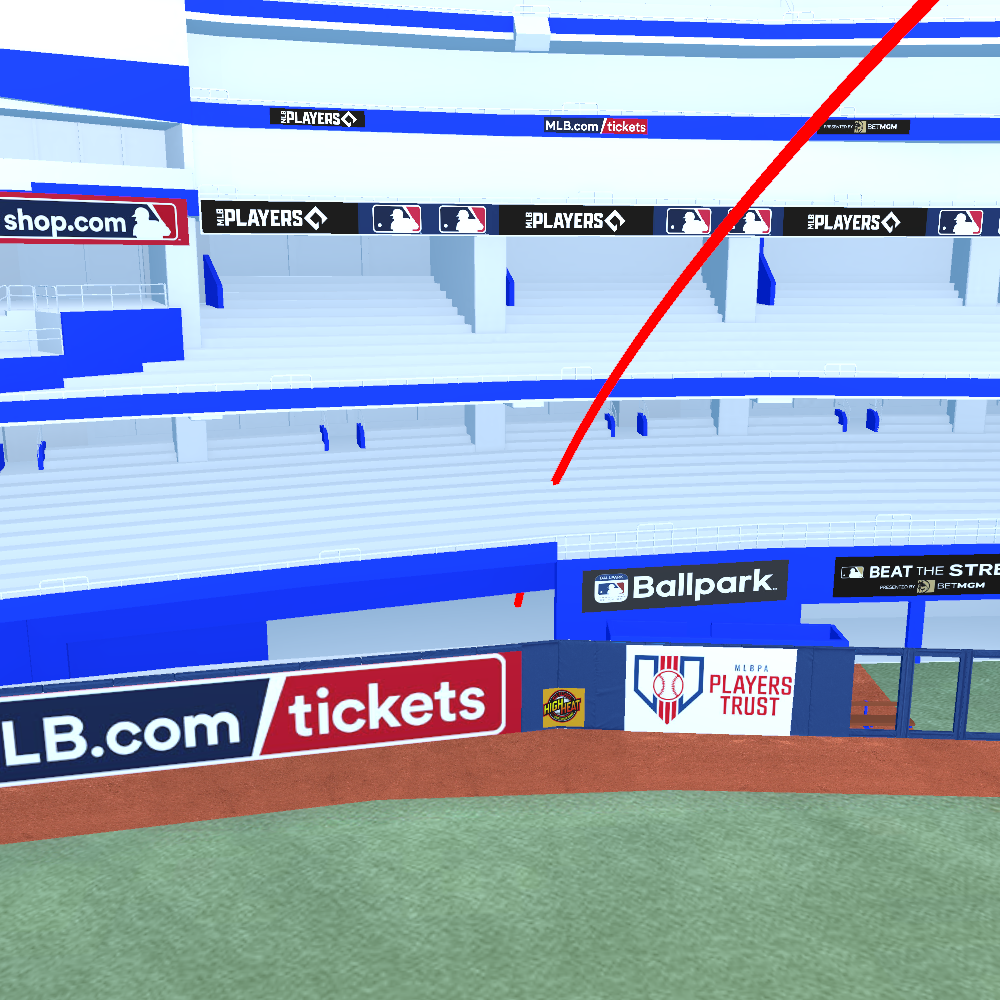 MLB PLAYERS
MLB.com/tickets
PRESENTED BY BETMGM
shop.com
MLB PLAYERS
MLB PLAYERS
MLB PLAYERS
Ballpark
BEAT THE STRE
PRESENTED BY BETMGM
LB.com/tickets
HIGH HEAT
MLBPA
PLAYERS
TRUST